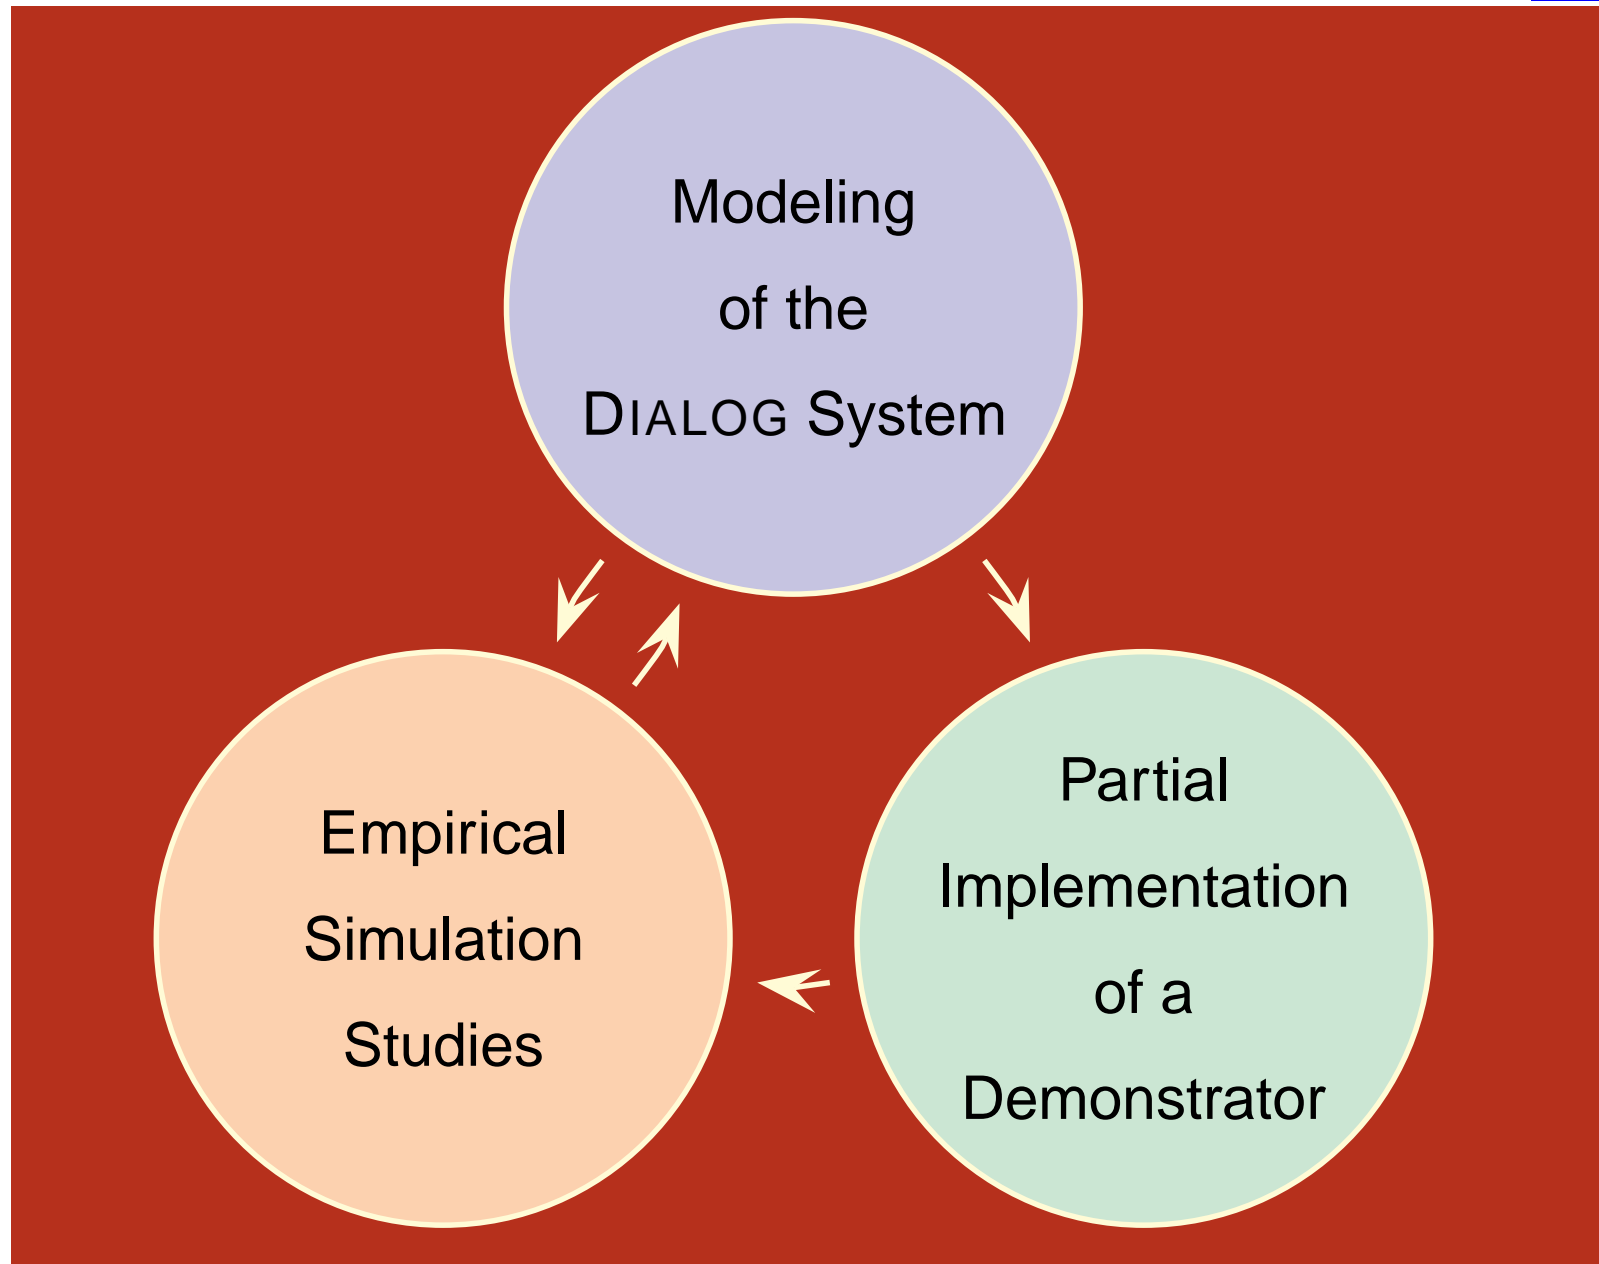 Modeling
of the
DIALOG System
Empirical
Simulation
Studies
Partial
Implementation
of a
Demonstrator